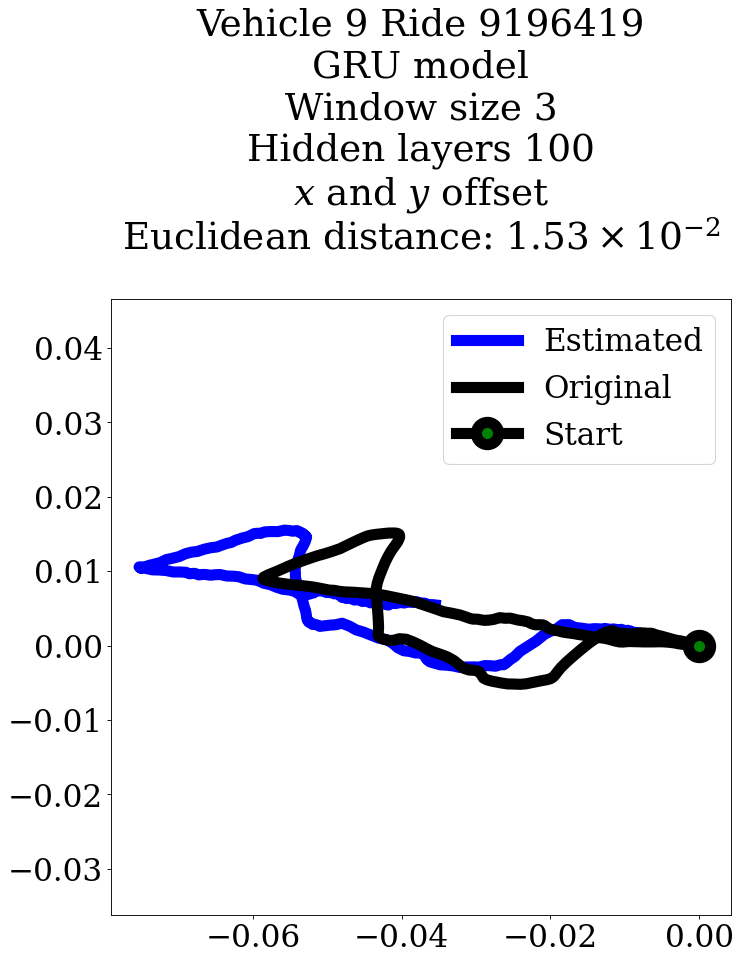 Vehicle 9 Ride 9196419
GRU model
Window size 3
Hidden layers 100
x and y offset
Euclidean distance: 1.53 × 10⁻²
Estimated
Original
Start
0.04
0.03
0.02
0.01
0.00
−0.01
−0.02
−0.03
−0.06 −0.04 −0.02 0.00